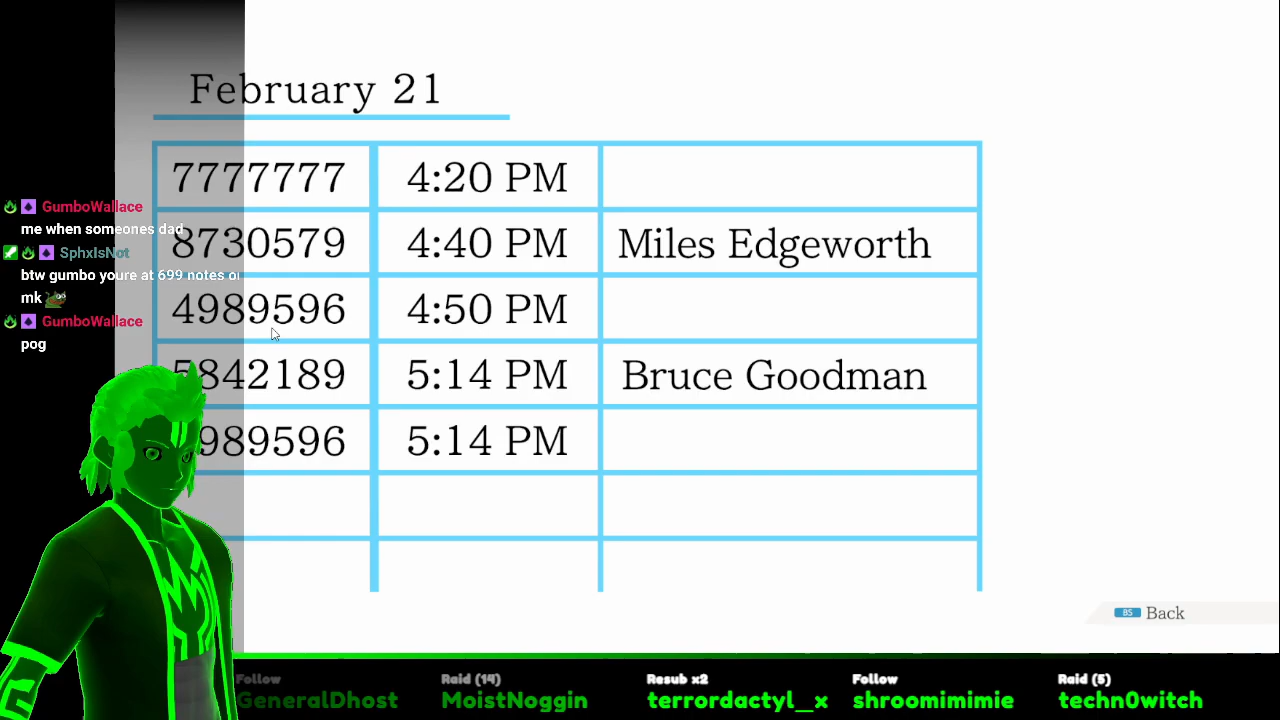 February 21
7777777 4:20 PM
8730579 4:40 PM Miles Edgeworth
4989596 4:50 PM
5842189 5:14 PM Bruce Goodman
989596 5:14 PM
GumboWallace
me when someones dad
SphxIsNot
btw gumbo youre at 699 notes on
mk
GumboWallace
pog
BS Back
Follow
GeneralDhost
Raid (14)
MoistNoggin
Resub x2
terrordactyl_x
Follow
shroomimimie
Raid (5)
techn0witch